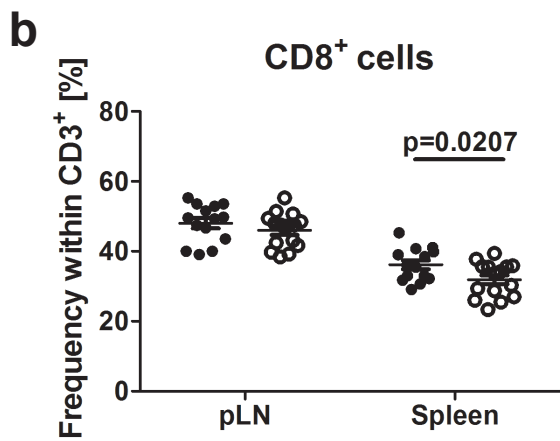 b
CD8⁺ cells
Frequency within CD3⁺ [%]
80
60
40
20
0
p=0.0207
pLN
Spleen